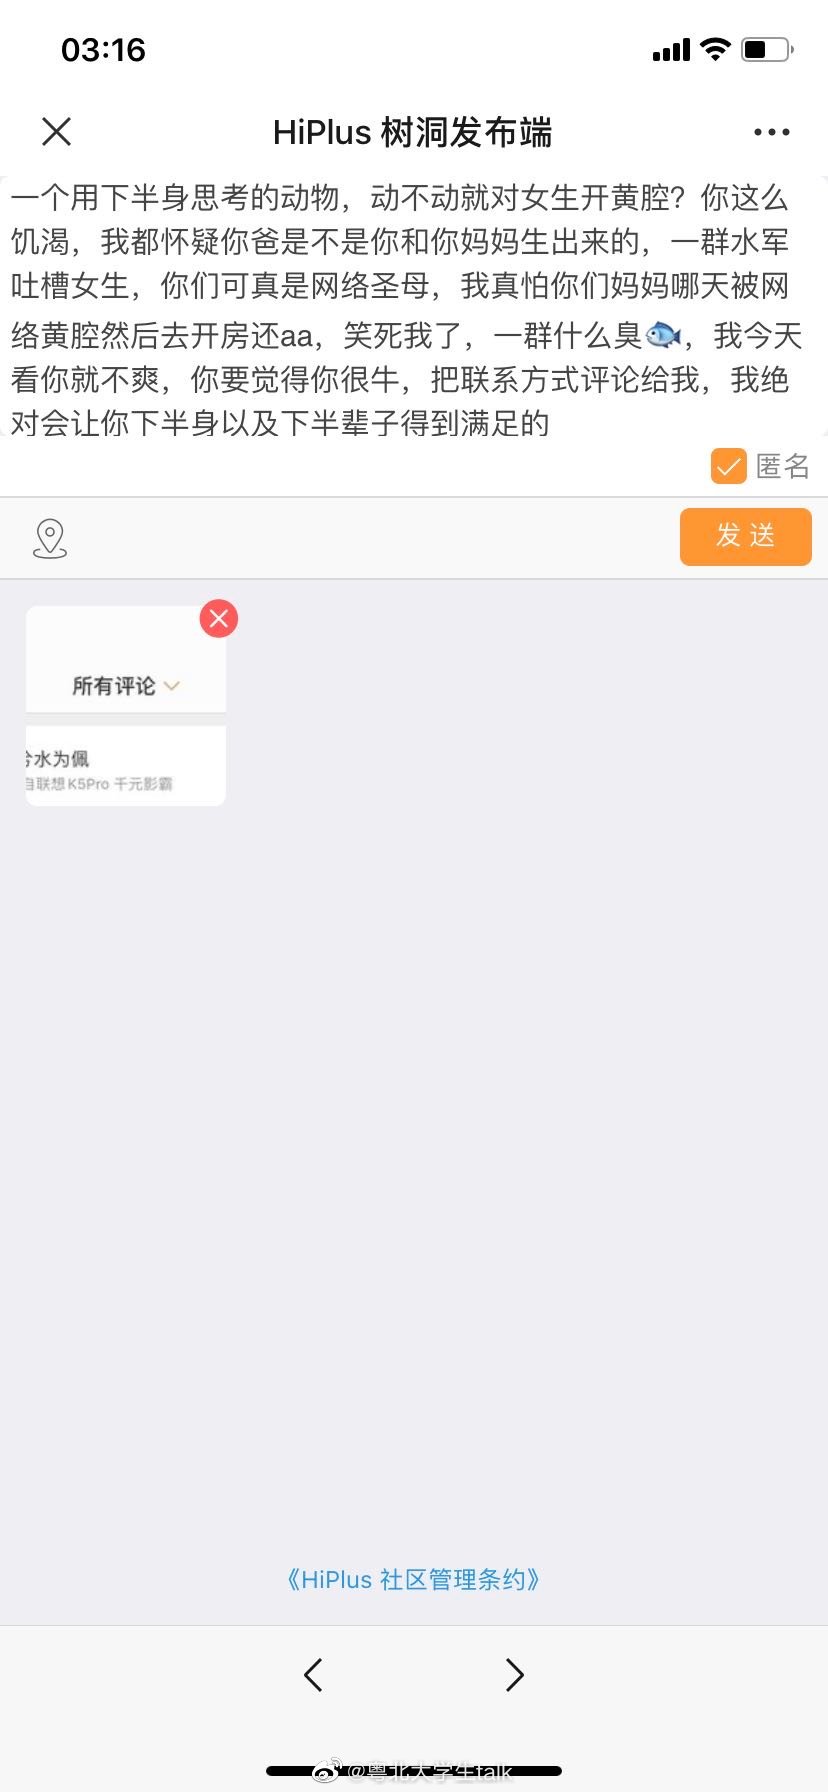 03:16
HiPlus 树洞发布端
一个用下半身思考的动物，动不动就对女生开黄腔？你这么
饥渴，我都怀疑你爸是不是你和你妈妈生出来的，一群水军
吐槽女生，你们可真是网络圣母，我真怕你们妈妈哪天被网
络黄腔然后去开房还aa，笑死我了，一群什么臭🐟，我今天
看你就不爽，你要觉得你很牛，把联系方式评论给我，我绝
对会让你下半身以及下半辈子得到满足的
匿名
发送
所有评论
水为佩
自联想K5Pro 千元影霸
《HiPlus 社区管理条约》
@粤北大学生talk